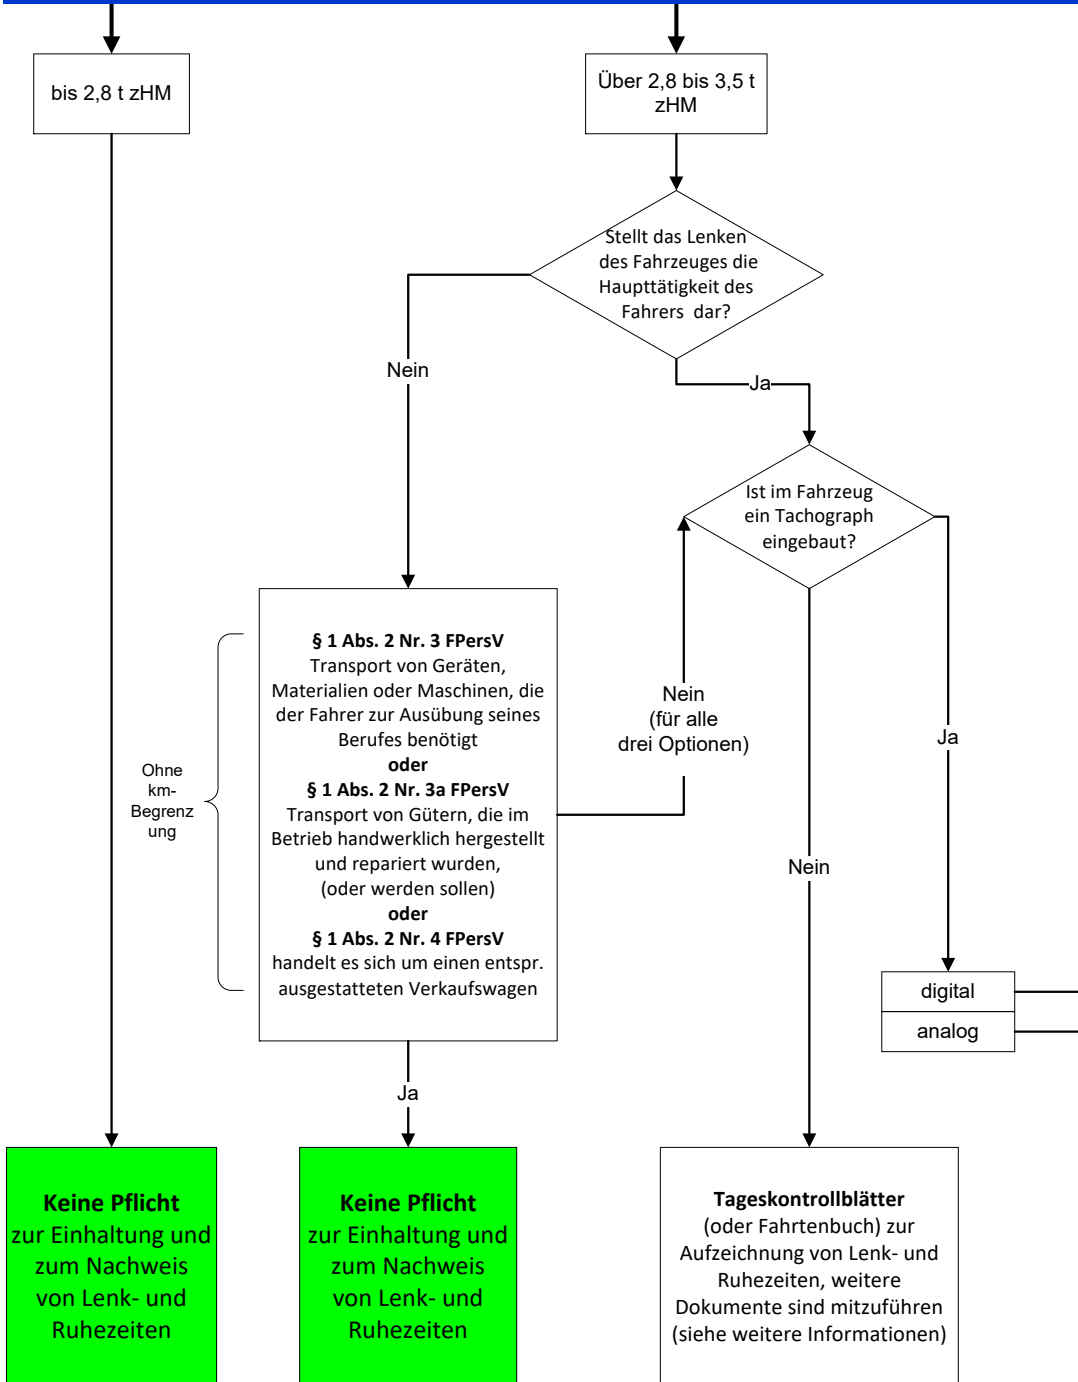 bis 2,8 t zHM
Über 2,8 bis 3,5 t
zHM
Stellt das Lenken
des Fahrzeuges die
Haupttätigkeit des
Fahrers dar?
Nein
Ja
Ist im Fahrzeug
ein Tachograph
eingebaut?
§ 1 Abs. 2 Nr. 3 FPersV
Transport von Geräten,
Materialien oder Maschinen, die
der Fahrer zur Ausübung seines
Berufes benötigt
oder
§ 1 Abs. 2 Nr. 3a FPersV
Transport von Gütern, die im
Betrieb handwerklich hergestellt
und repariert wurden,
(oder werden sollen)
oder
§ 1 Abs. 2 Nr. 4 FPersV
handelt es sich um einen entspr.
ausgestatteten Verkaufswagen
Ohne
km-
Begrenz
ung
Nein
(für alle
drei Optionen)
Ja
Nein
digital
analog
Ja
Keine Pflicht
zur Einhaltung und
zum Nachweis
von Lenk- und
Ruhezeiten
Keine Pflicht
zur Einhaltung und
zum Nachweis
von Lenk- und
Ruhezeiten
Tageskontrollblätter
(oder Fahrtenbuch) zur
Aufzeichnung von Lenk- und
Ruhezeiten, weitere
Dokumente sind mitzuführen
(siehe weitere Informationen)